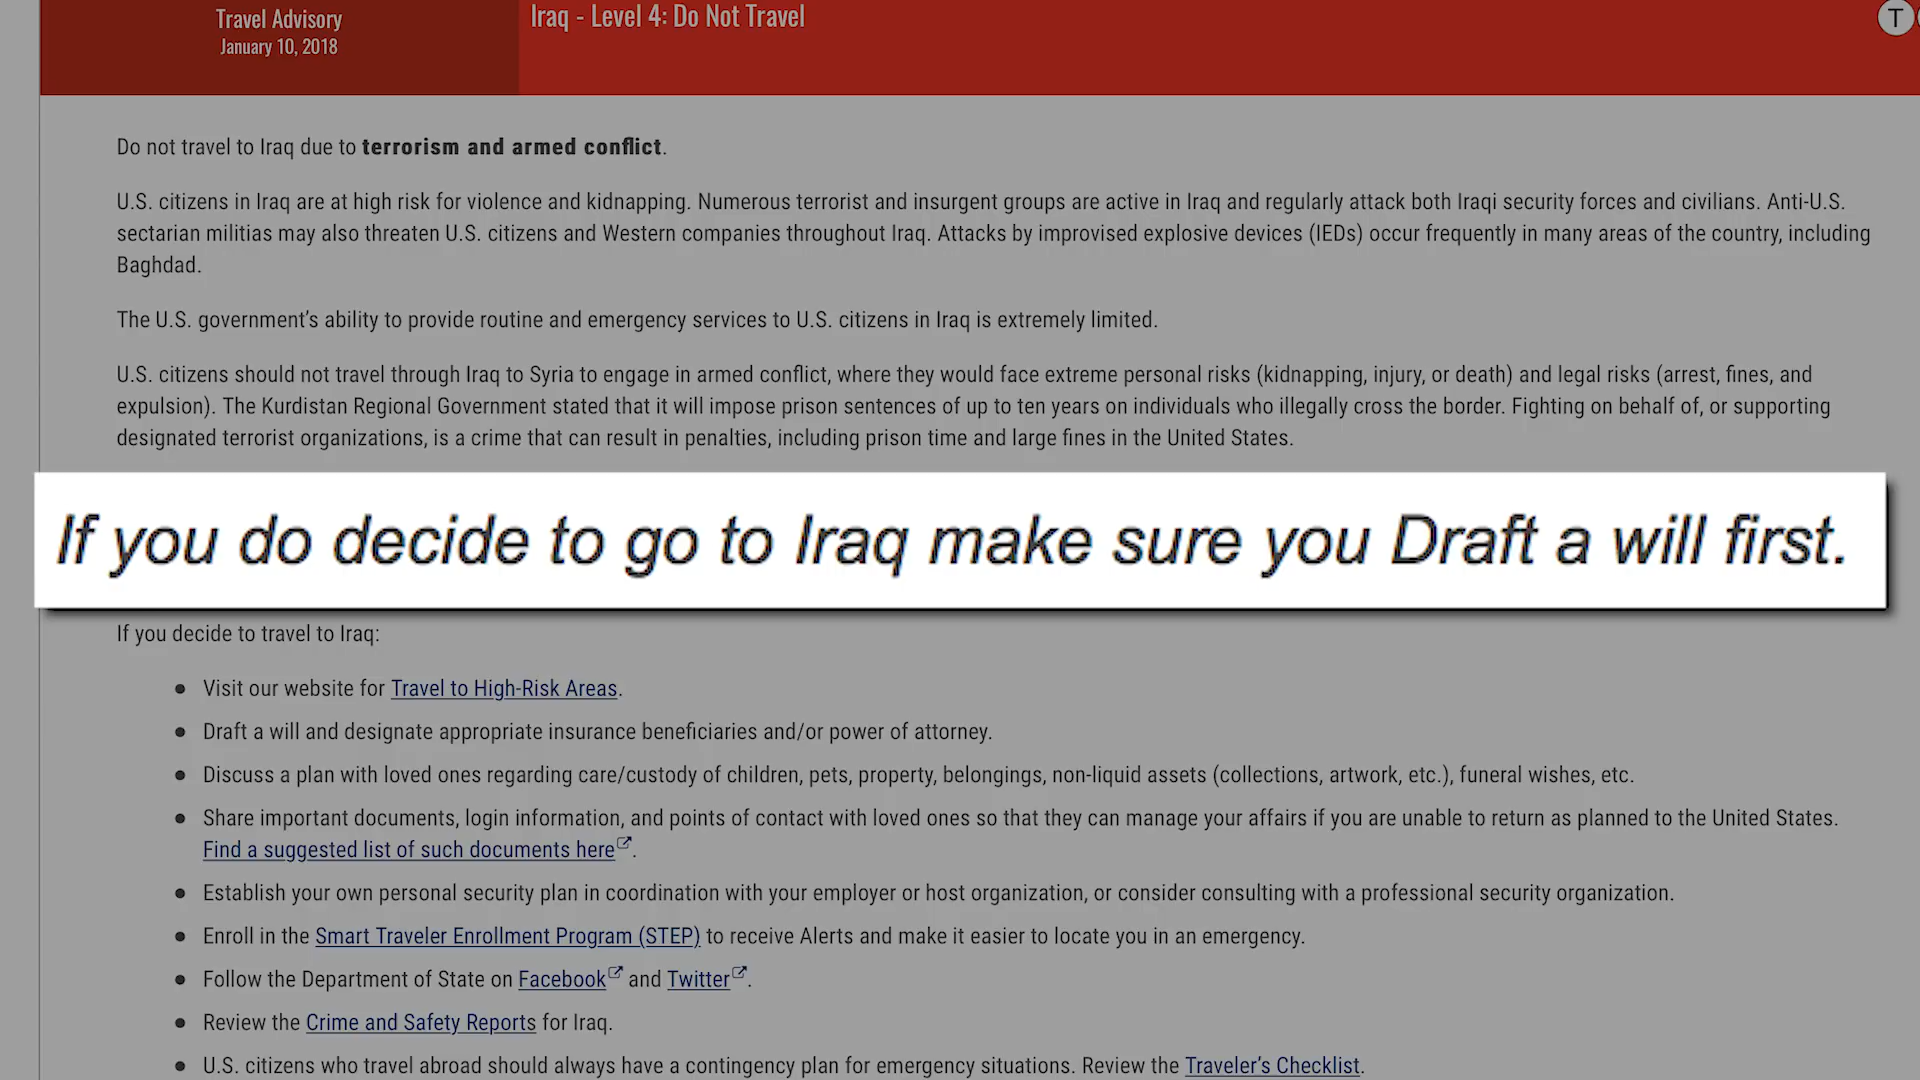 Travel Advisory
January 10, 2018
Iraq - Level 4: Do Not Travel
T
Do not travel to Iraq due to terrorism and armed conflict.
U.S. citizens in Iraq are at high risk for violence and kidnapping. Numerous terrorist and insurgent groups are active in Iraq and regularly attack both Iraqi security forces and civilians. Anti-U.S.
sectarian militias may also threaten U.S. citizens and Western companies throughout Iraq. Attacks by improvised explosive devices (IEDs) occur frequently in many areas of the country, including
Baghdad.
The U.S. government's ability to provide routine and emergency services to U.S. citizens in Iraq is extremely limited.
U.S. citizens should not travel through Iraq to Syria to engage in armed conflict, where they would face extreme personal risks (kidnapping, injury, or death) and legal risks (arrest, fines, and
expulsion). The Kurdistan Regional Government stated that it will impose prison sentences of up to ten years on individuals who illegally cross the border. Fighting on behalf of, or supporting
designated terrorist organizations, is a crime that can result in penalties, including prison time and large fines in the United States.
If you do decide to go to Iraq make sure you Draft a will first.
If you decide to travel to Iraq:
● Visit our website for Travel to High-Risk Areas.
● Draft a will and designate appropriate insurance beneficiaries and/or power of attorney.
● Discuss a plan with loved ones regarding care/custody of children, pets, property, belongings, non-liquid assets (collections, artwork, etc.), funeral wishes, etc.
● Share important documents, login information, and points of contact with loved ones so that they can manage your affairs if you are unable to return as planned to the United States.
Find a suggested list of such documents here.
● Establish your own personal security plan in coordination with your employer or host organization, or consider consulting with a professional security organization.
● Enroll in the Smart Traveler Enrollment Program (STEP) to receive Alerts and make it easier to locate you in an emergency.
● Follow the Department of State on Facebook and Twitter.
● Review the Crime and Safety Reports for Iraq.
● U.S. citizens who travel abroad should always have a contingency plan for emergency situations. Review the Traveler's Checklist.